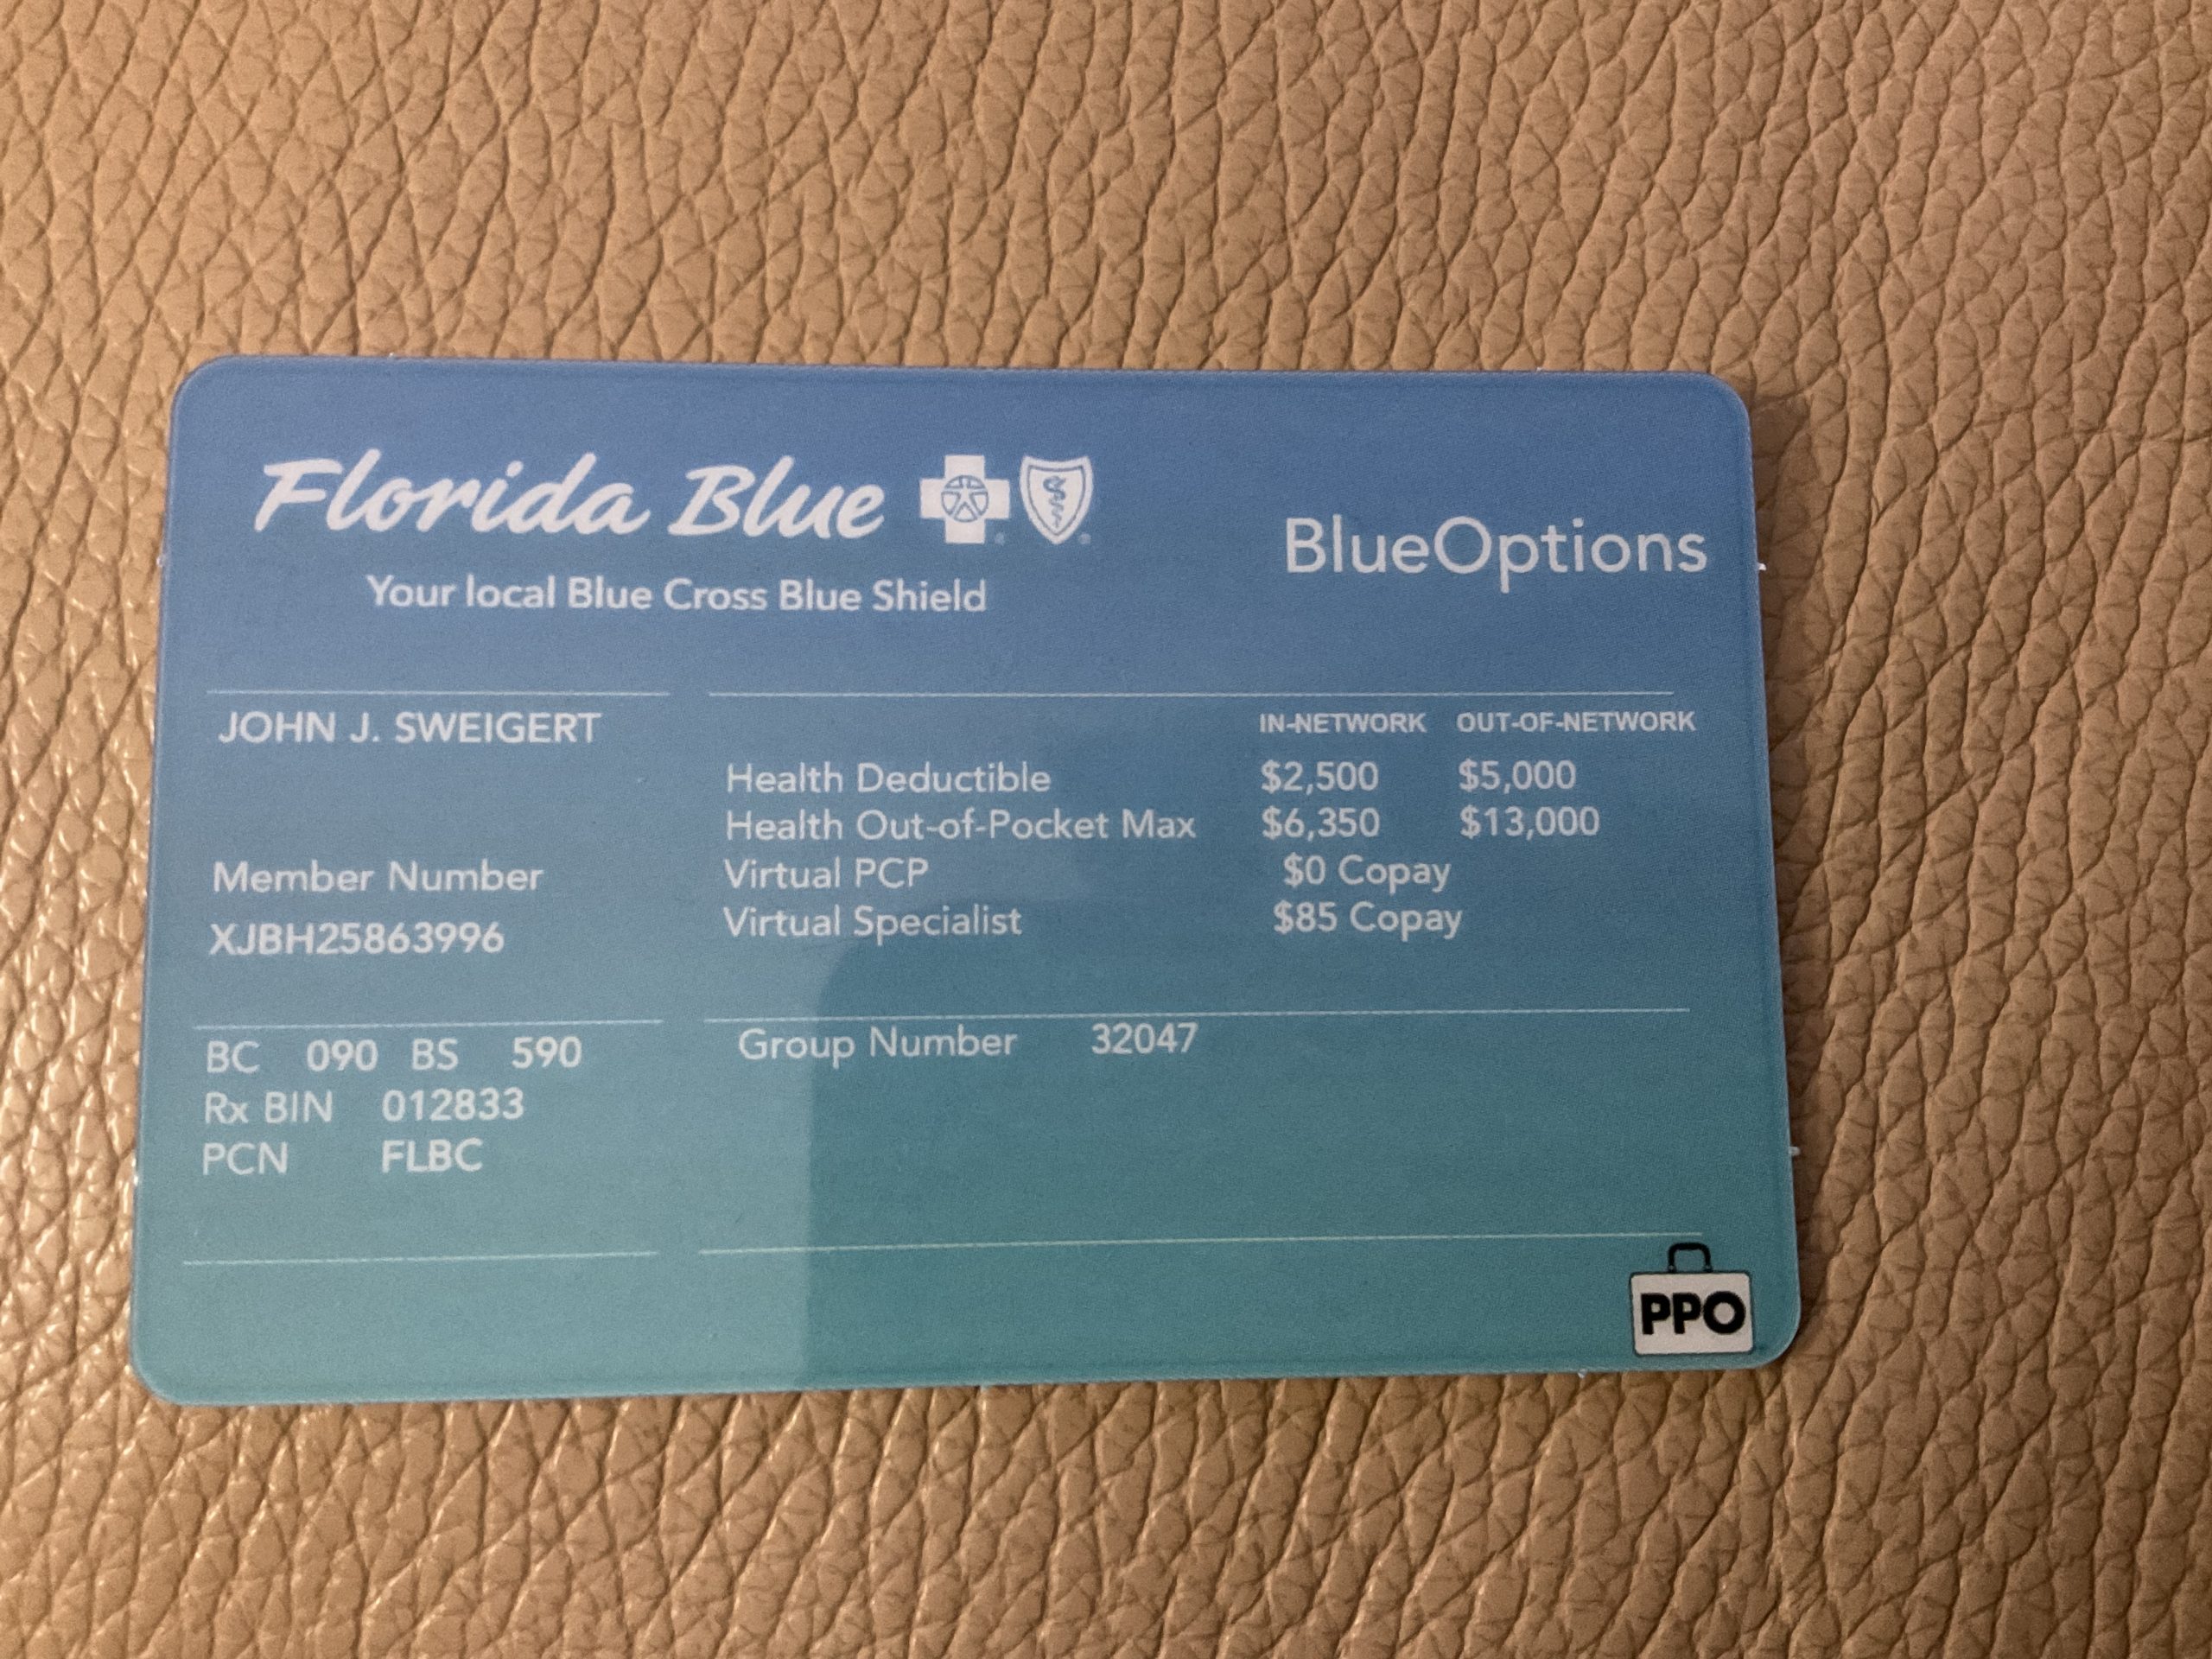 Florida Blue
BlueOptions
Your local Blue Cross Blue Shield
JOHN J. SWEIGERT
IN-NETWORK OUT-OF-NETWORK
Health Deductible $2,500 $5,000
Health Out-of-Pocket Max $6,350 $13,000
Virtual PCP $0 Copay
Virtual Specialist $85 Copay
Member Number
XJBH25863996
BC 090 BS 590
Rx BIN 012833
PCN FLBC
Group Number 32047
PPO